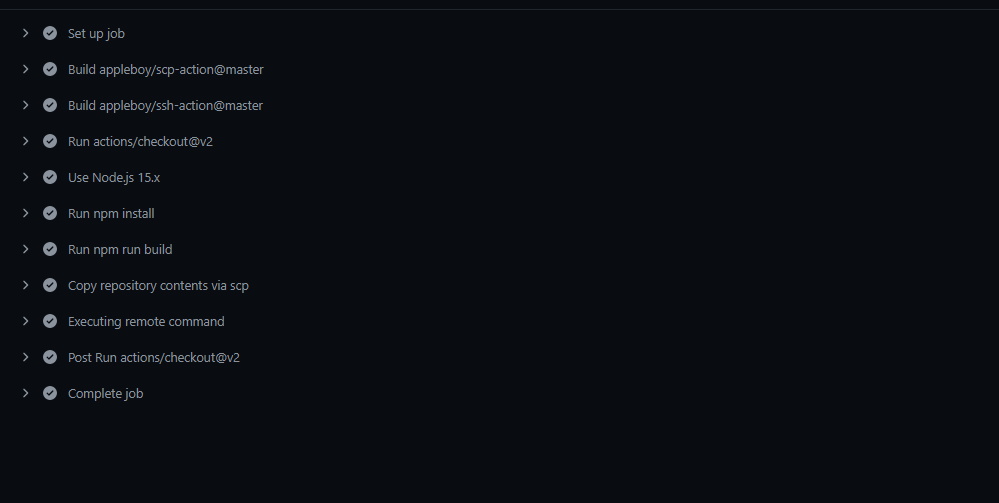 Set up job
Build appleboy/scp-action@master
Build appleboy/ssh-action@master
Run actions/checkout@v2
Use Node.js 15.x
Run npm install
Run npm run build
Copy repository contents via scp
Executing remote command
Post Run actions/checkout@v2
Complete job